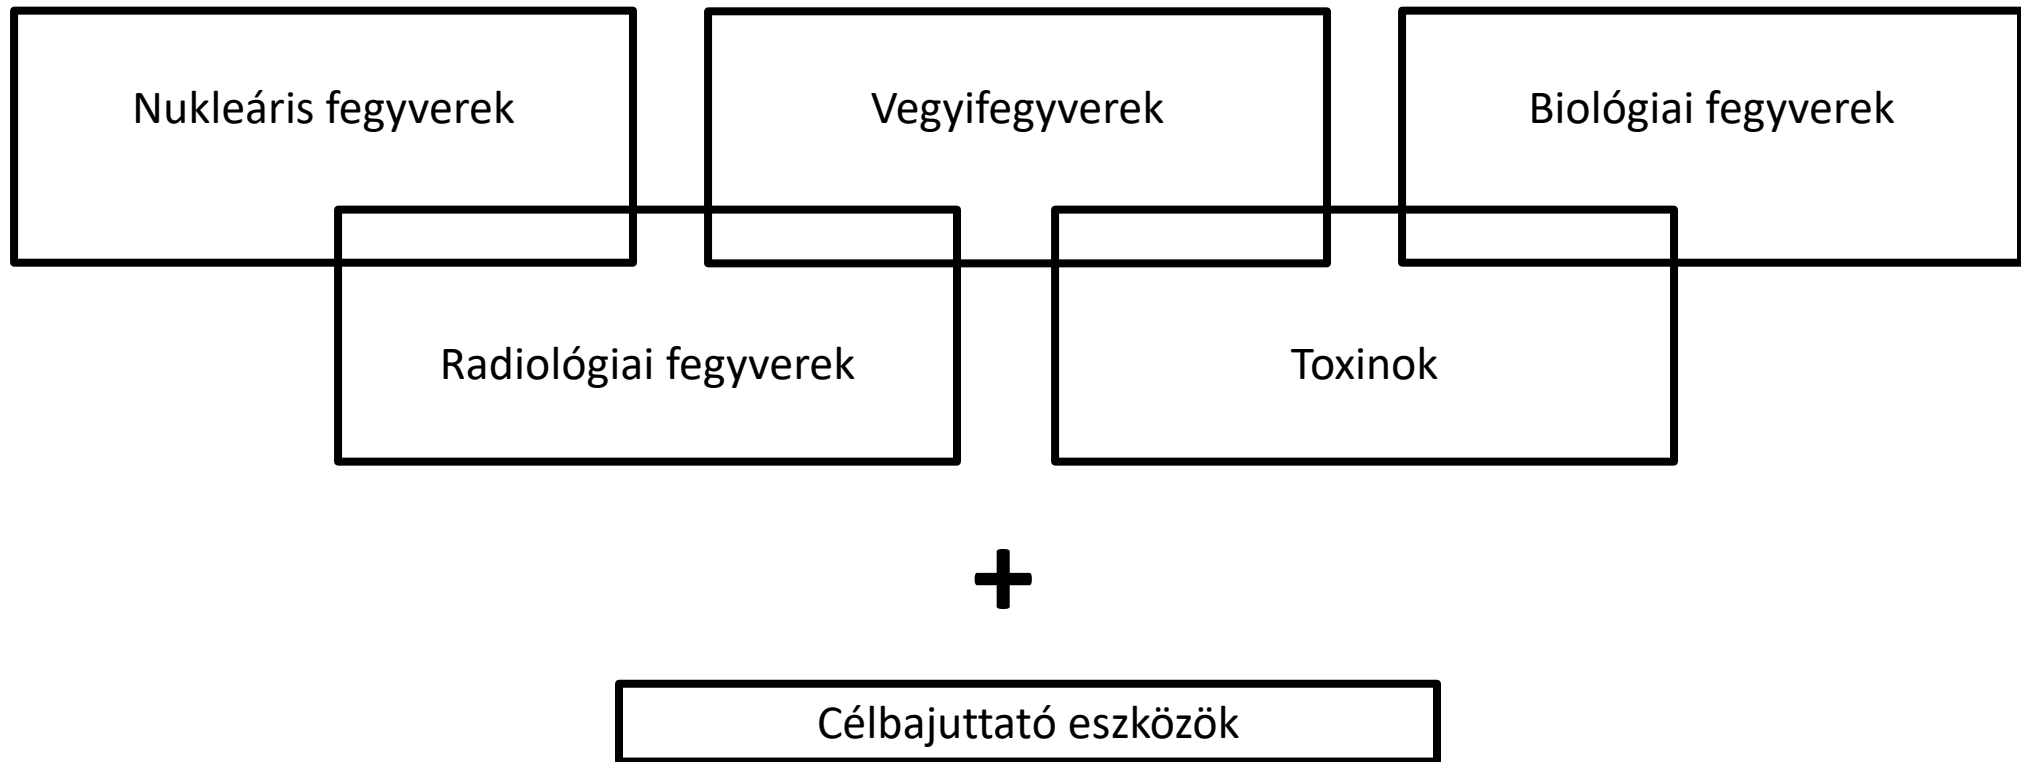 Nukleáris fegyverek
Vegyifegyverek
Biológiai fegyverek
Radiológiai fegyverek
Toxinok
+
Célbajuttató eszközök